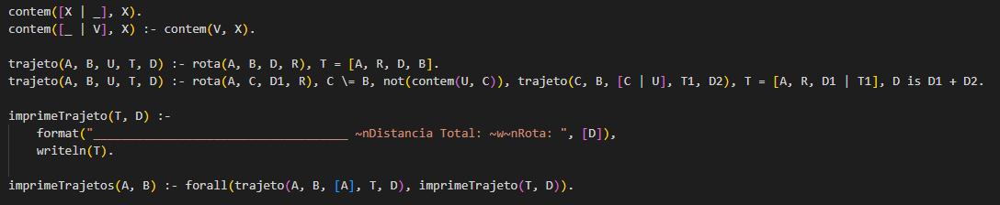 contem([X | _], X).
contem([_ | V], X) :- contem(V, X).
trajeto(A, B, U, T, D) :- rota(A, B, D, R), T = [A, R, D, B].
trajeto(A, B, U, T, D) :- rota(A, C, D1, R), C \= B, not(contem(U, C)), trajeto(C, B, [C | U], T1, D2), T = [A, R, D1 | T1], D is D1 + D2.
imprimeTrajeto(T, D) :-
    format("____________________________________ ~nDistancia Total: ~w~nRota: ", [D]),
    writeln(T).
imprimeTrajetos(A, B) :- forall(trajeto(A, B, [A], T, D), imprimeTrajeto(T, D)).